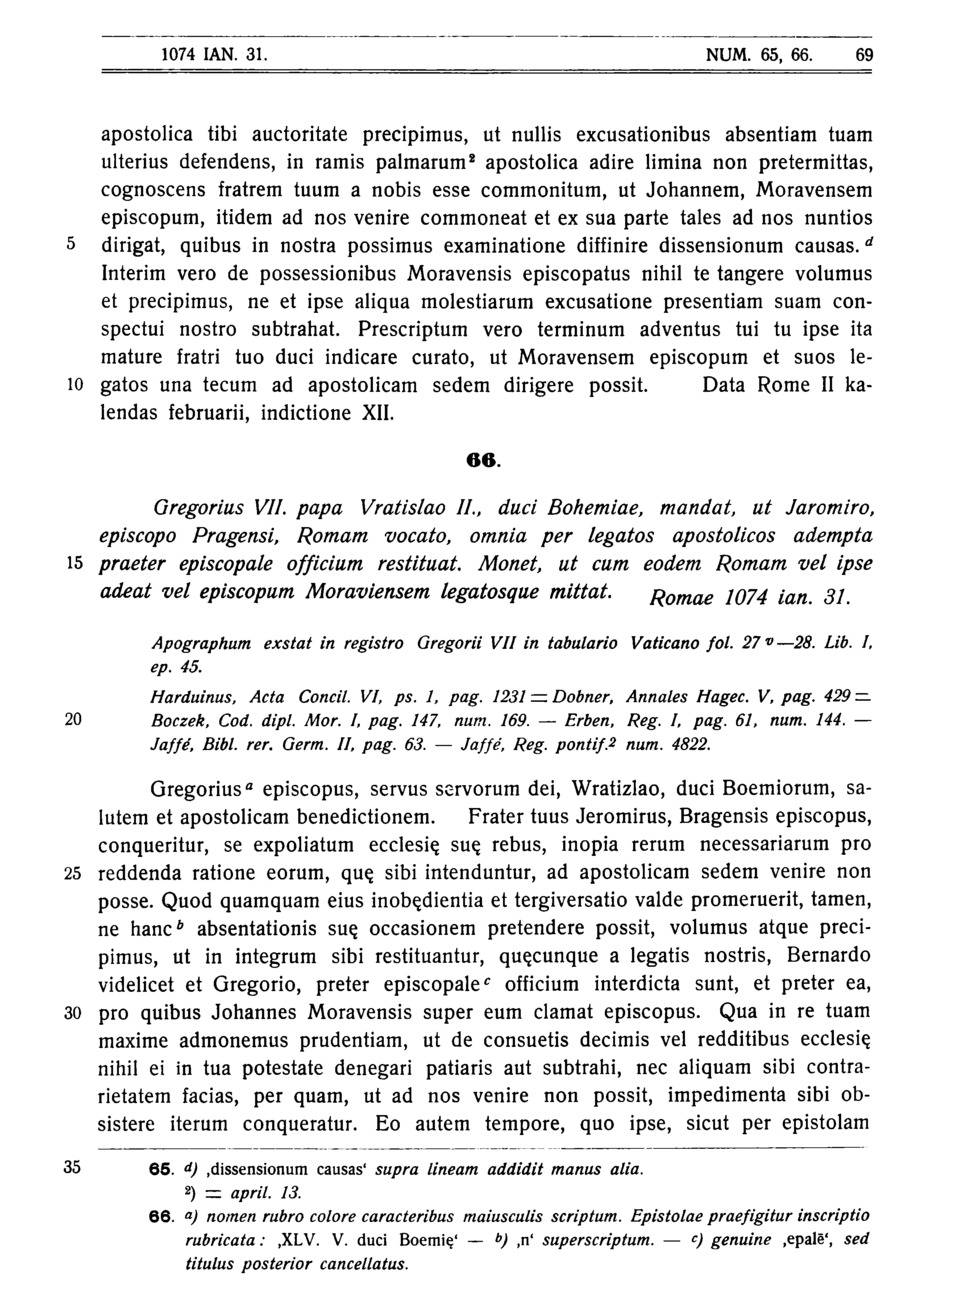 1074 IAN. 31. NUM. 65, 66. 69
apostolica tibi auctoritate precipimus, ut nullis excusationibus absentiam tuam
ulterius defendens, in ramis palmarum² apostolica adire limina non pretermittas,
cognoscens fratrem tuum a nobis esse commonitum, ut Johannem, Moravensem
episcopum, itidem ad nos venire commoneat et ex sua parte tales ad nos nuntios
5 dirigat, quibus in nostra possimus examinatione diffinire dissensionum causas. ᵈ
Interim vero de possessionibus Moravensis episcopatus nihil te tangere volumus
et precipimus, ne et ipse aliqua molestiarum excusatione presentiam suam con-
spectui nostro subtrahat. Prescriptum vero terminum adventus tui tu ipse ita
mature fratri tuo duci indicare curato, ut Moravensem episcopum et suos le-
10 gatos una tecum ad apostolicam sedem dirigere possit. Data Rome II ka-
lendas februarii, indictione XII.
66.
Gregorius VII. papa Vratislao II., duci Bohemiae, mandat, ut Jaromiro,
episcopo Pragensi, Romam vocato, omnia per legatos apostolicos adempta
15 praeter episcopale officium restituat. Monet, ut cum eodem Romam vel ipse
adeat vel episcopum Moraviensem legatosque mittat. Romae 1074 ian. 31.
Apographum exstat in registro Gregorii VII in tabulario Vaticano fol. 27 ᵛ—28. Lib. I,
ep. 45.
Harduinus, Acta Concil. VI, ps. 1, pag. 1231 = Dobner, Annales Hagec. V, pag. 429 =
20 Boczek, Cod. dipl. Mor. I, pag. 147, num. 169. — Erben, Reg. I, pag. 61, num. 144. —
Jaffé, Bibl. rer. Germ. II, pag. 63. — Jaffé, Reg. pontif.² num. 4822.
Gregorius ᵃ episcopus, servus servorum dei, Wratizlao, duci Boemiorum, sa-
lutem et apostolicam benedictionem. Frater tuus Jeromirus, Bragensis episcopus,
conqueritur, se expoliatum ecclesię suę rebus, inopia rerum necessariarum pro
25 reddenda ratione eorum, quę sibi intenduntur, ad apostolicam sedem venire non
posse. Quod quamquam eius inobędientia et tergiversatio valde promeruerit, tamen,
ne hanc ᵇ absentationis suę occasionem pretendere possit, volumus atque preci-
pimus, ut in integrum sibi restituantur, quęcunque a legatis nostris, Bernardo
videlicet et Gregorio, preter episcopale ᶜ officium interdicta sunt, et preter ea,
30 pro quibus Johannes Moravensis super eum clamat episcopus. Qua in re tuam
maxime admonemus prudentiam, ut de consuetis decimis vel redditibus ecclesię
nihil ei in tua potestate denegari patiaris aut subtrahi, nec aliquam sibi contra-
rietatem facias, per quam, ut ad nos venire non possit, impedimenta sibi ob-
sistere iterum conqueratur. Eo autem tempore, quo ipse, sicut per epistolam
35 65. ᵈ) ‚dissensionum causas‘ supra lineam addidit manus alia.
²) = april. 13.
66. ᵃ) nomen rubro colore caracteribus maiusculis scriptum. Epistolae praefigitur inscriptio
rubricata: ‚XLV. V. duci Boemię‘ — ᵇ) ‚n‘ superscriptum. — ᶜ) genuine ‚epalē‘, sed
titulus posterior cancellatus.